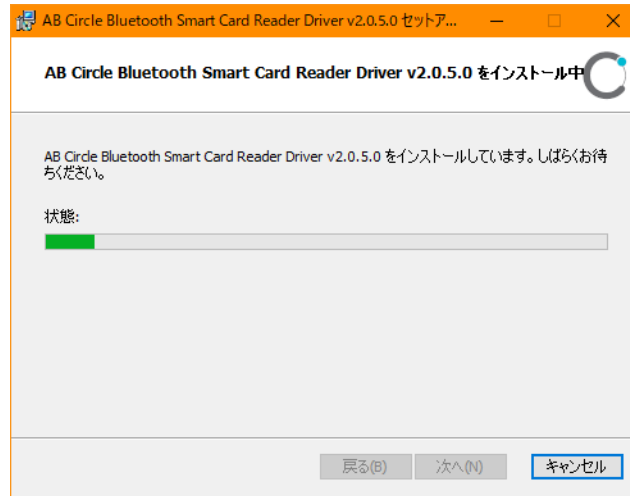 AB Circle Bluetooth Smart Card Reader Driver v2.0.5.0 セットア...
AB Circle Bluetooth Smart Card Reader Driver v2.0.5.0 をインストール中
AB Circle Bluetooth Smart Card Reader Driver v2.0.5.0 をインストールしています。しばらくお待
ちください。
状態:
戻る(B) 次へ(N) キャンセル